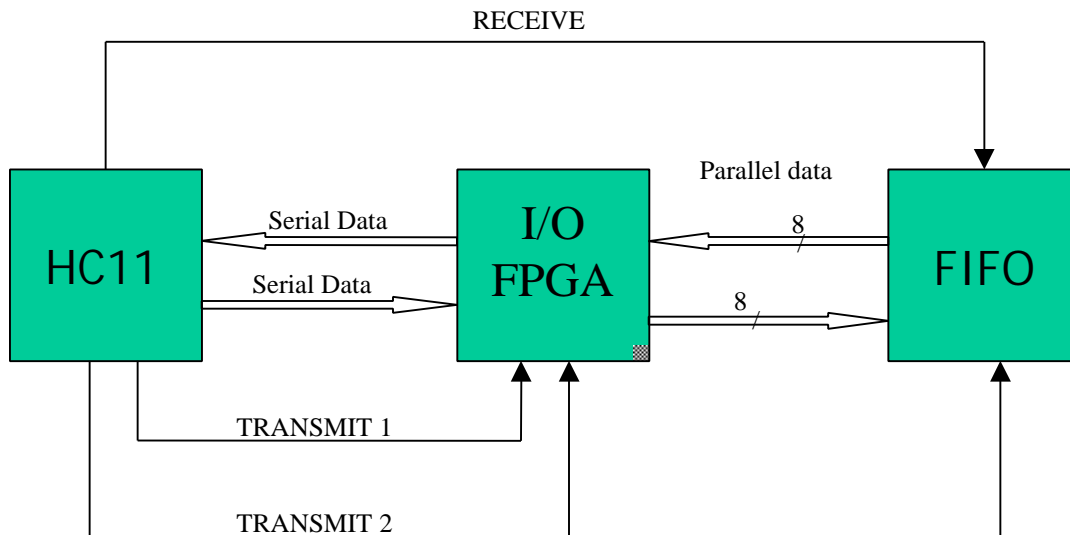 RECEIVE
Parallel data
Serial Data
8
HC11
I/O
FPGA
FIFO
Serial Data
8
TRANSMIT 1
TRANSMIT 2